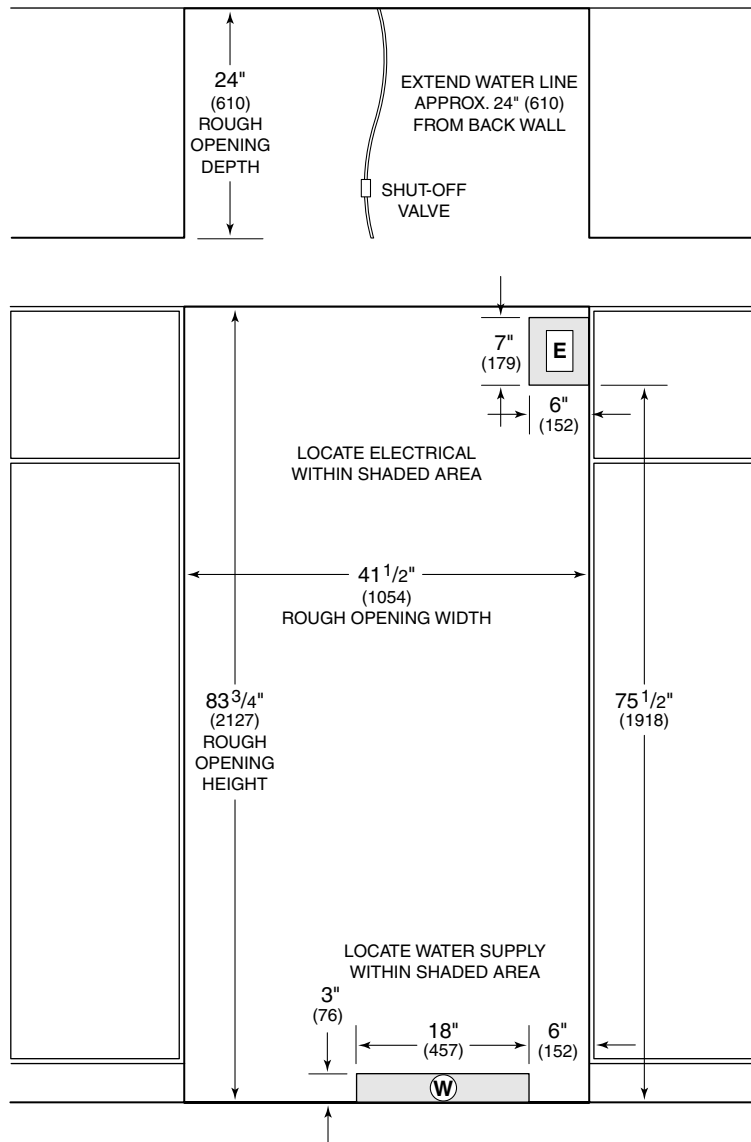 24"
(610)
ROUGH
OPENING
DEPTH
EXTEND WATER LINE
APPROX. 24" (610)
FROM BACK WALL
SHUT-OFF
VALVE
7"
(179)
E
6"
(152)
LOCATE ELECTRICAL
WITHIN SHADED AREA
41 1/2"
(1054)
ROUGH OPENING WIDTH
83 3/4"
(2127)
ROUGH
OPENING
HEIGHT
75 1/2"
(1918)
LOCATE WATER SUPPLY
WITHIN SHADED AREA
3"
(76)
18"
(457)
6"
(152)
W